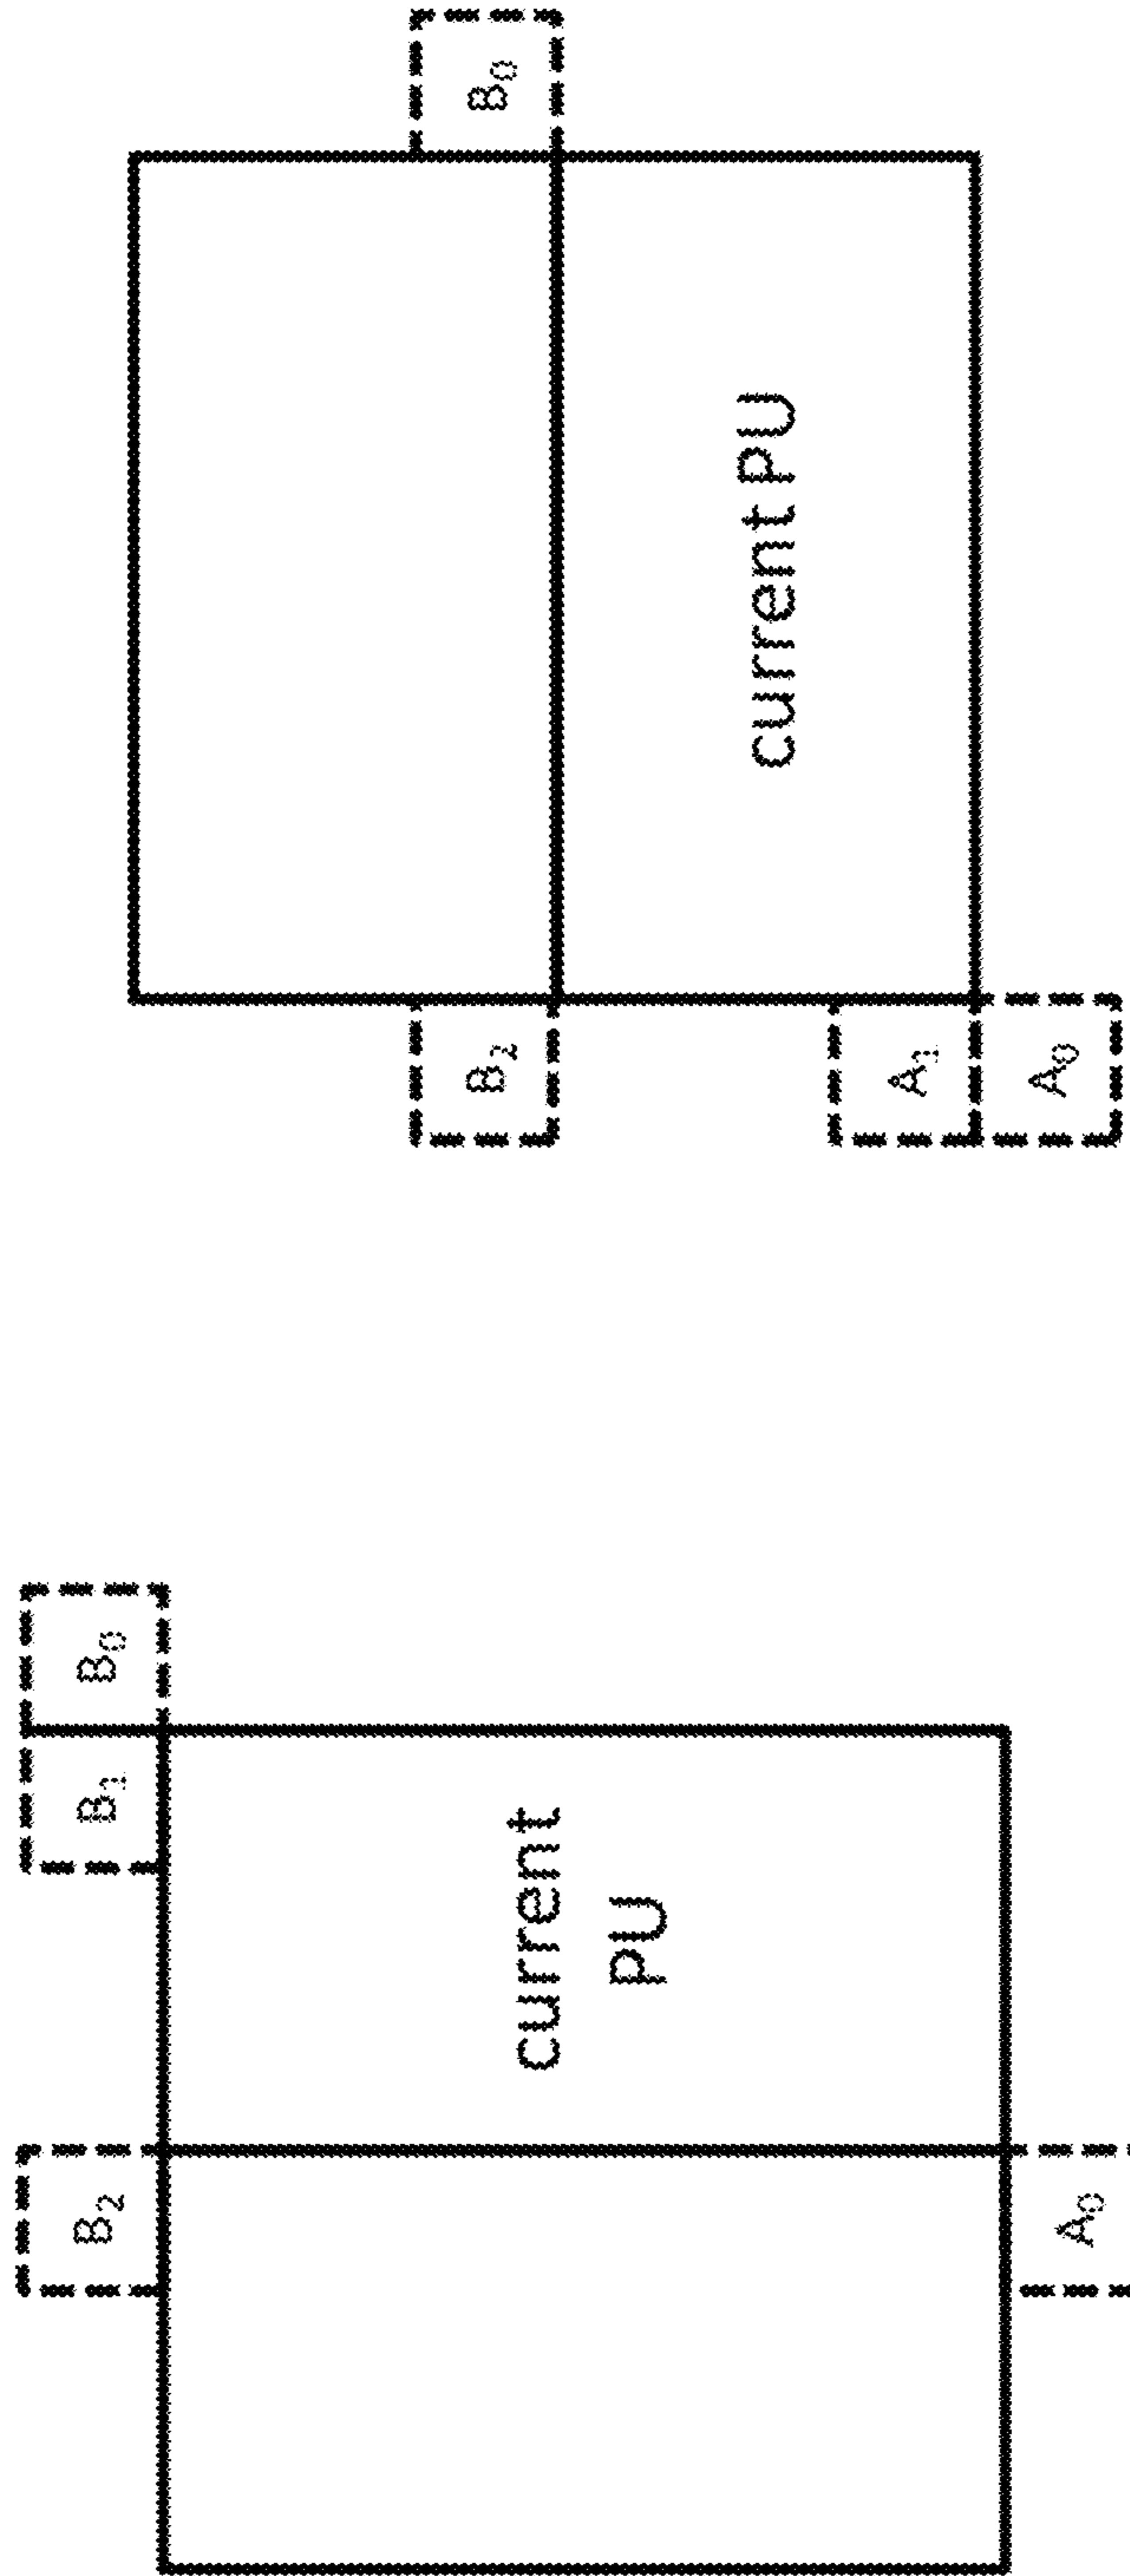 B₂
B₁
B₀
current
PU
A₀
B₂
B₀
current PU
A₁
A₀